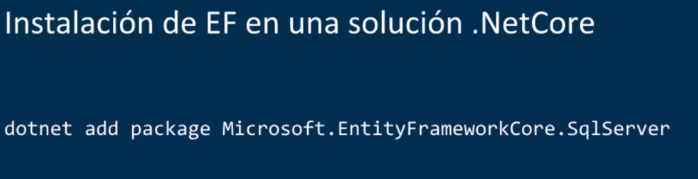 Instalación de EF en una solución .NetCore
dotnet add package Microsoft.EntityFrameworkCore.SqlServer